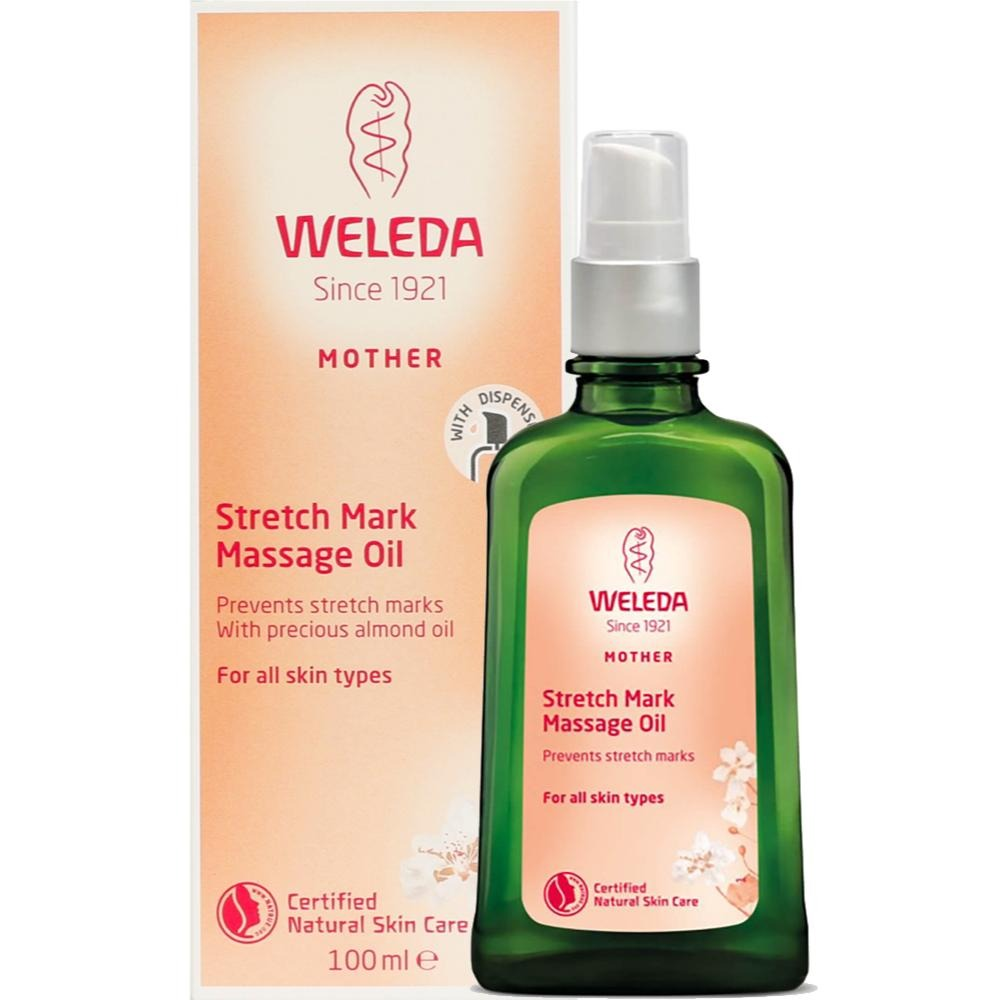 WELEDA
Since 1921
MOTHER
WITH
Stretch Mark
Massage Oil
Prevents stretch marks
With precious almond oil
For all skin types
Certified
Natural Skin Care
100 ml e
WELEDA
Since 1921
MOTHER
Stretch Mark
Massage Oil
Prevents stretch marks
For all skin types
Certified
Natural Skin Care